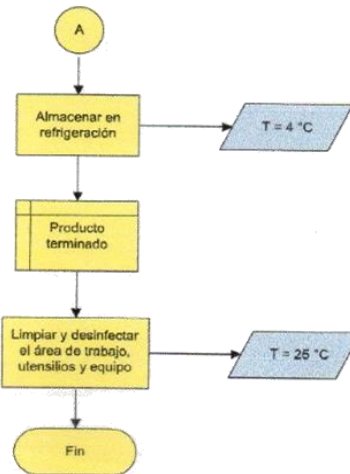 A
Almacenar en
refrigeración
T = 4 °C
Producto
terminado
Limpiar y desinfectar
el área de trabajo,
utensilios y equipo
T = 25 °C
Fin